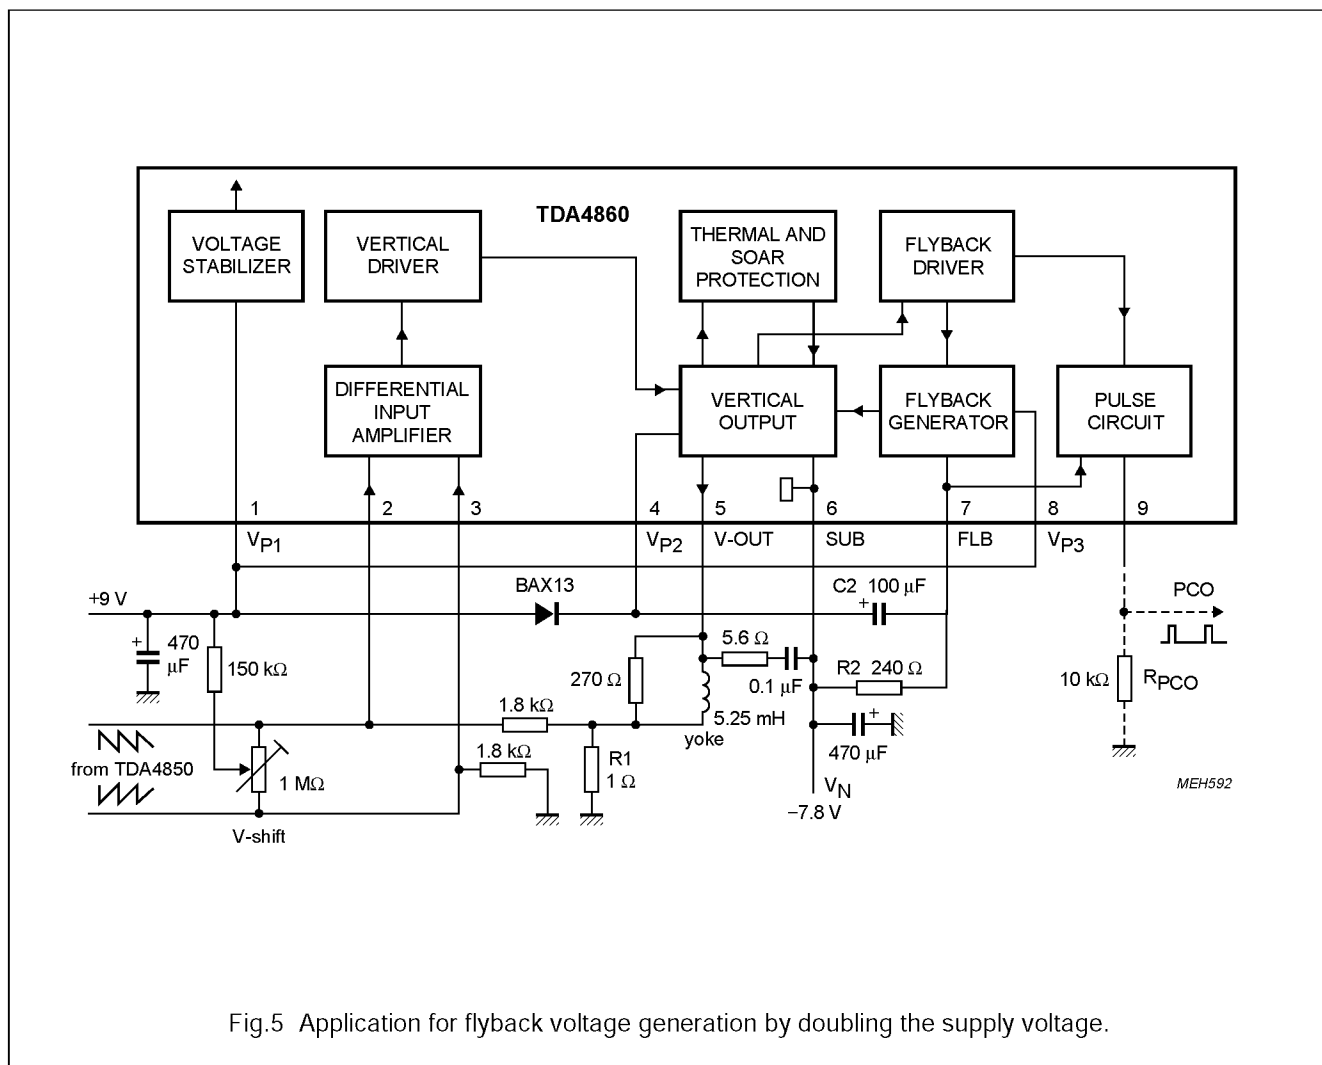 TDA4860
VOLTAGE
STABILIZER
VERTICAL
DRIVER
THERMAL AND
SOAR
PROTECTION
FLYBACK
DRIVER
DIFFERENTIAL
INPUT
AMPLIFIER
VERTICAL
OUTPUT
FLYBACK
GENERATOR
PULSE
CIRCUIT
1
2
3
4
5
6
7
8
9
VP1
VP2
V-OUT
SUB
FLB
VP3
+9 V
BAX13
C2 100 µF
+
PCO
+
470
µF
150 kΩ
270 Ω
5.6 Ω
0.1 µF
R2 240 Ω
10 kΩ
RPCO
1.8 kΩ
5.25 mH
yoke
+
470 µF
from TDA4850
1 MΩ
1.8 kΩ
R1
1 Ω
VN
−7.8 V
MEH592
V-shift
Fig.5 Application for flyback voltage generation by doubling the supply voltage.